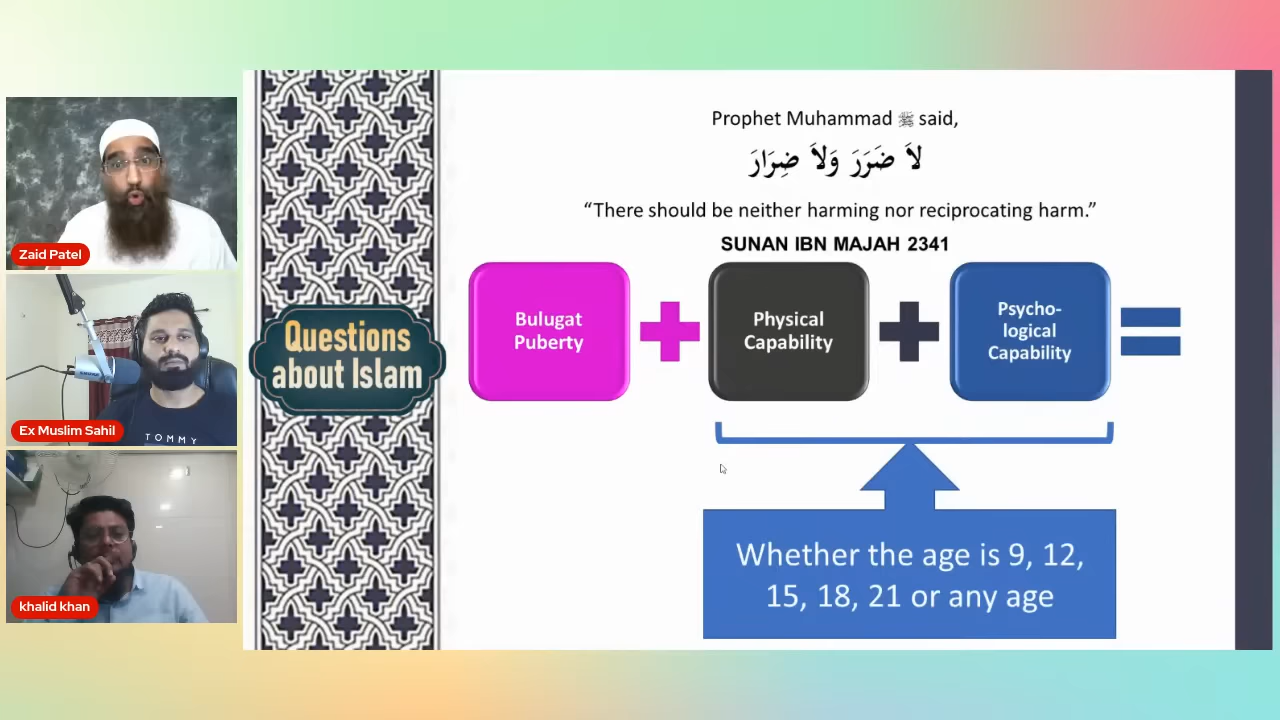 Zaid Patel
Ex Muslim Sahil
TOMMY
khalid khan
Questions
about Islam
Prophet Muhammad ﷺ said,
لاَ ضَرَرَ وَلاَ ضِرَارَ
“There should be neither harming nor reciprocating harm.”
SUNAN IBN MAJAH 2341
Bulugat
Puberty
Physical
Capability
Psycho-
logical
Capability
Whether the age is 9, 12,
15, 18, 21 or any age